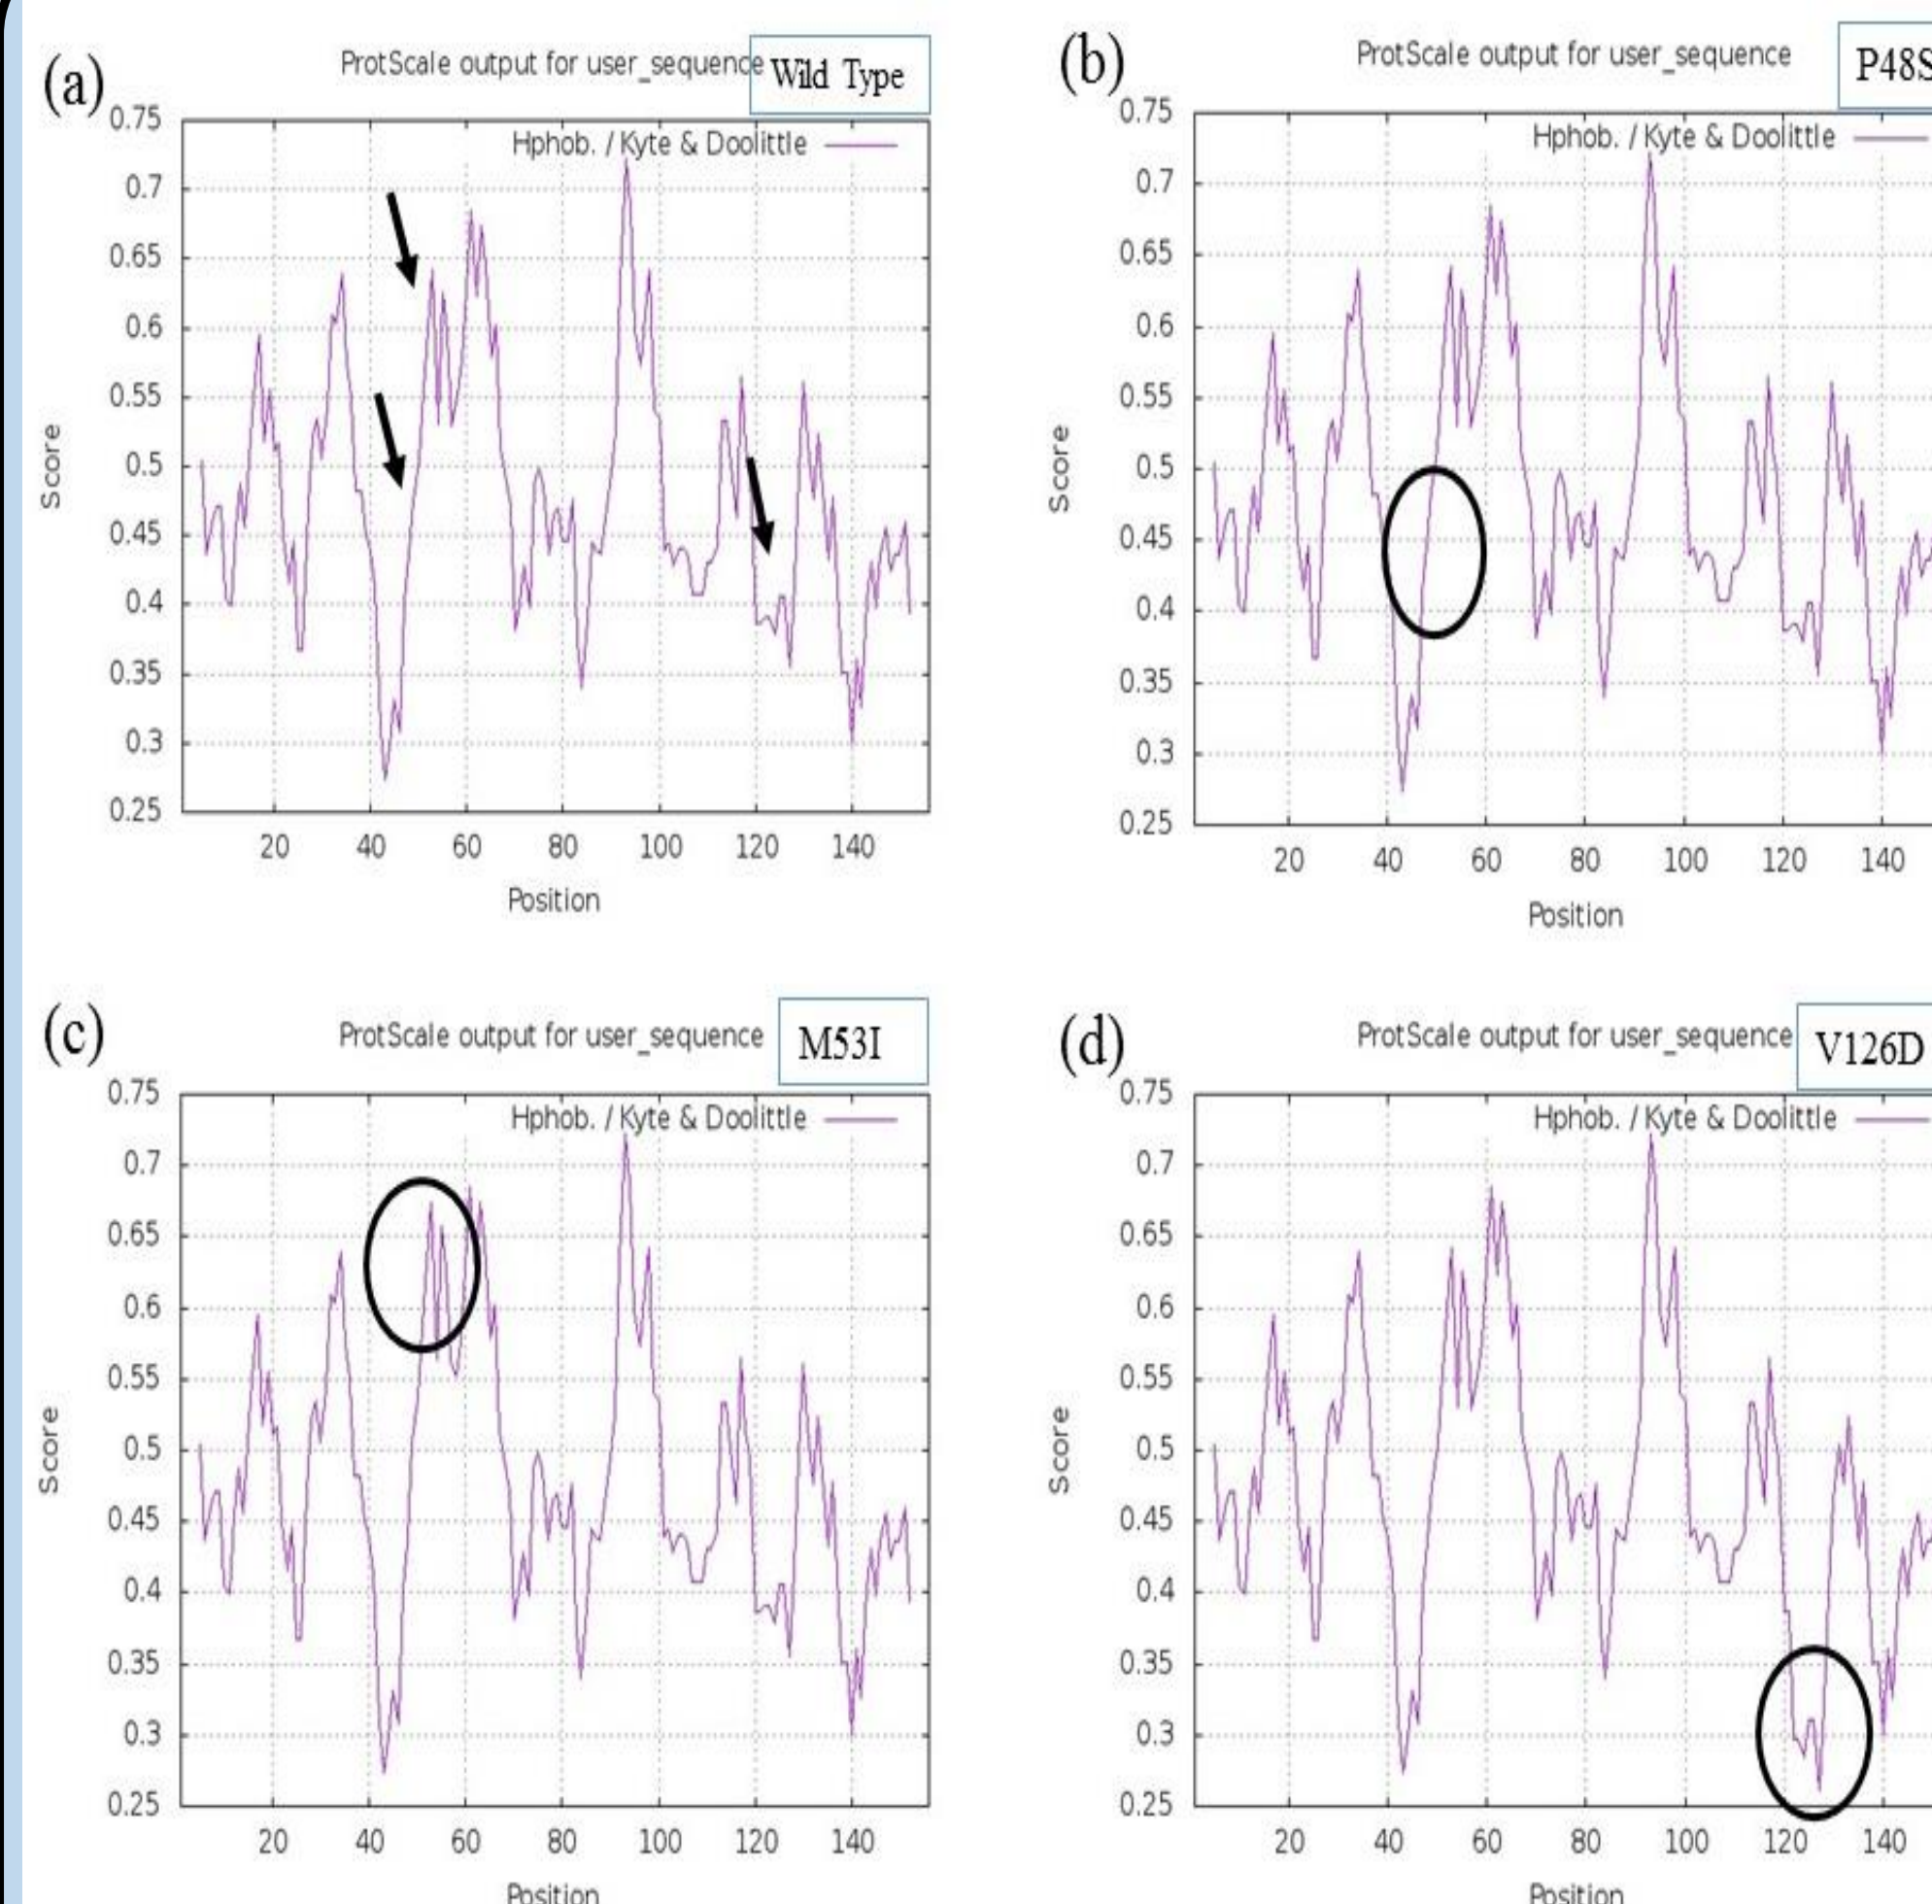 (a)
ProtScale output for user_sequence
Wild Type
Hphob. / Kyte & Doolittle
0.75
0.7
0.65
0.6
0.55
0.5
0.45
0.4
0.35
0.3
0.25
Score
20 40 60 80 100 120 140
Position
(b)
ProtScale output for user_sequence
P48S
Hphob. / Kyte & Doolittle
0.75
0.7
0.65
0.6
0.55
0.5
0.45
0.4
0.35
0.3
0.25
Score
20 40 60 80 100 120 140
Position
(c)
ProtScale output for user_sequence
M53I
Hphob. / Kyte & Doolittle
0.75
0.7
0.65
0.6
0.55
0.5
0.45
0.4
0.35
0.3
0.25
Score
20 40 60 80 100 120 140
Position
(d)
ProtScale output for user_sequence
V126D
Hphob. / Kyte & Doolittle
0.75
0.7
0.65
0.6
0.55
0.5
0.45
0.4
0.35
0.3
0.25
Score
20 40 60 80 100 120 140
Position